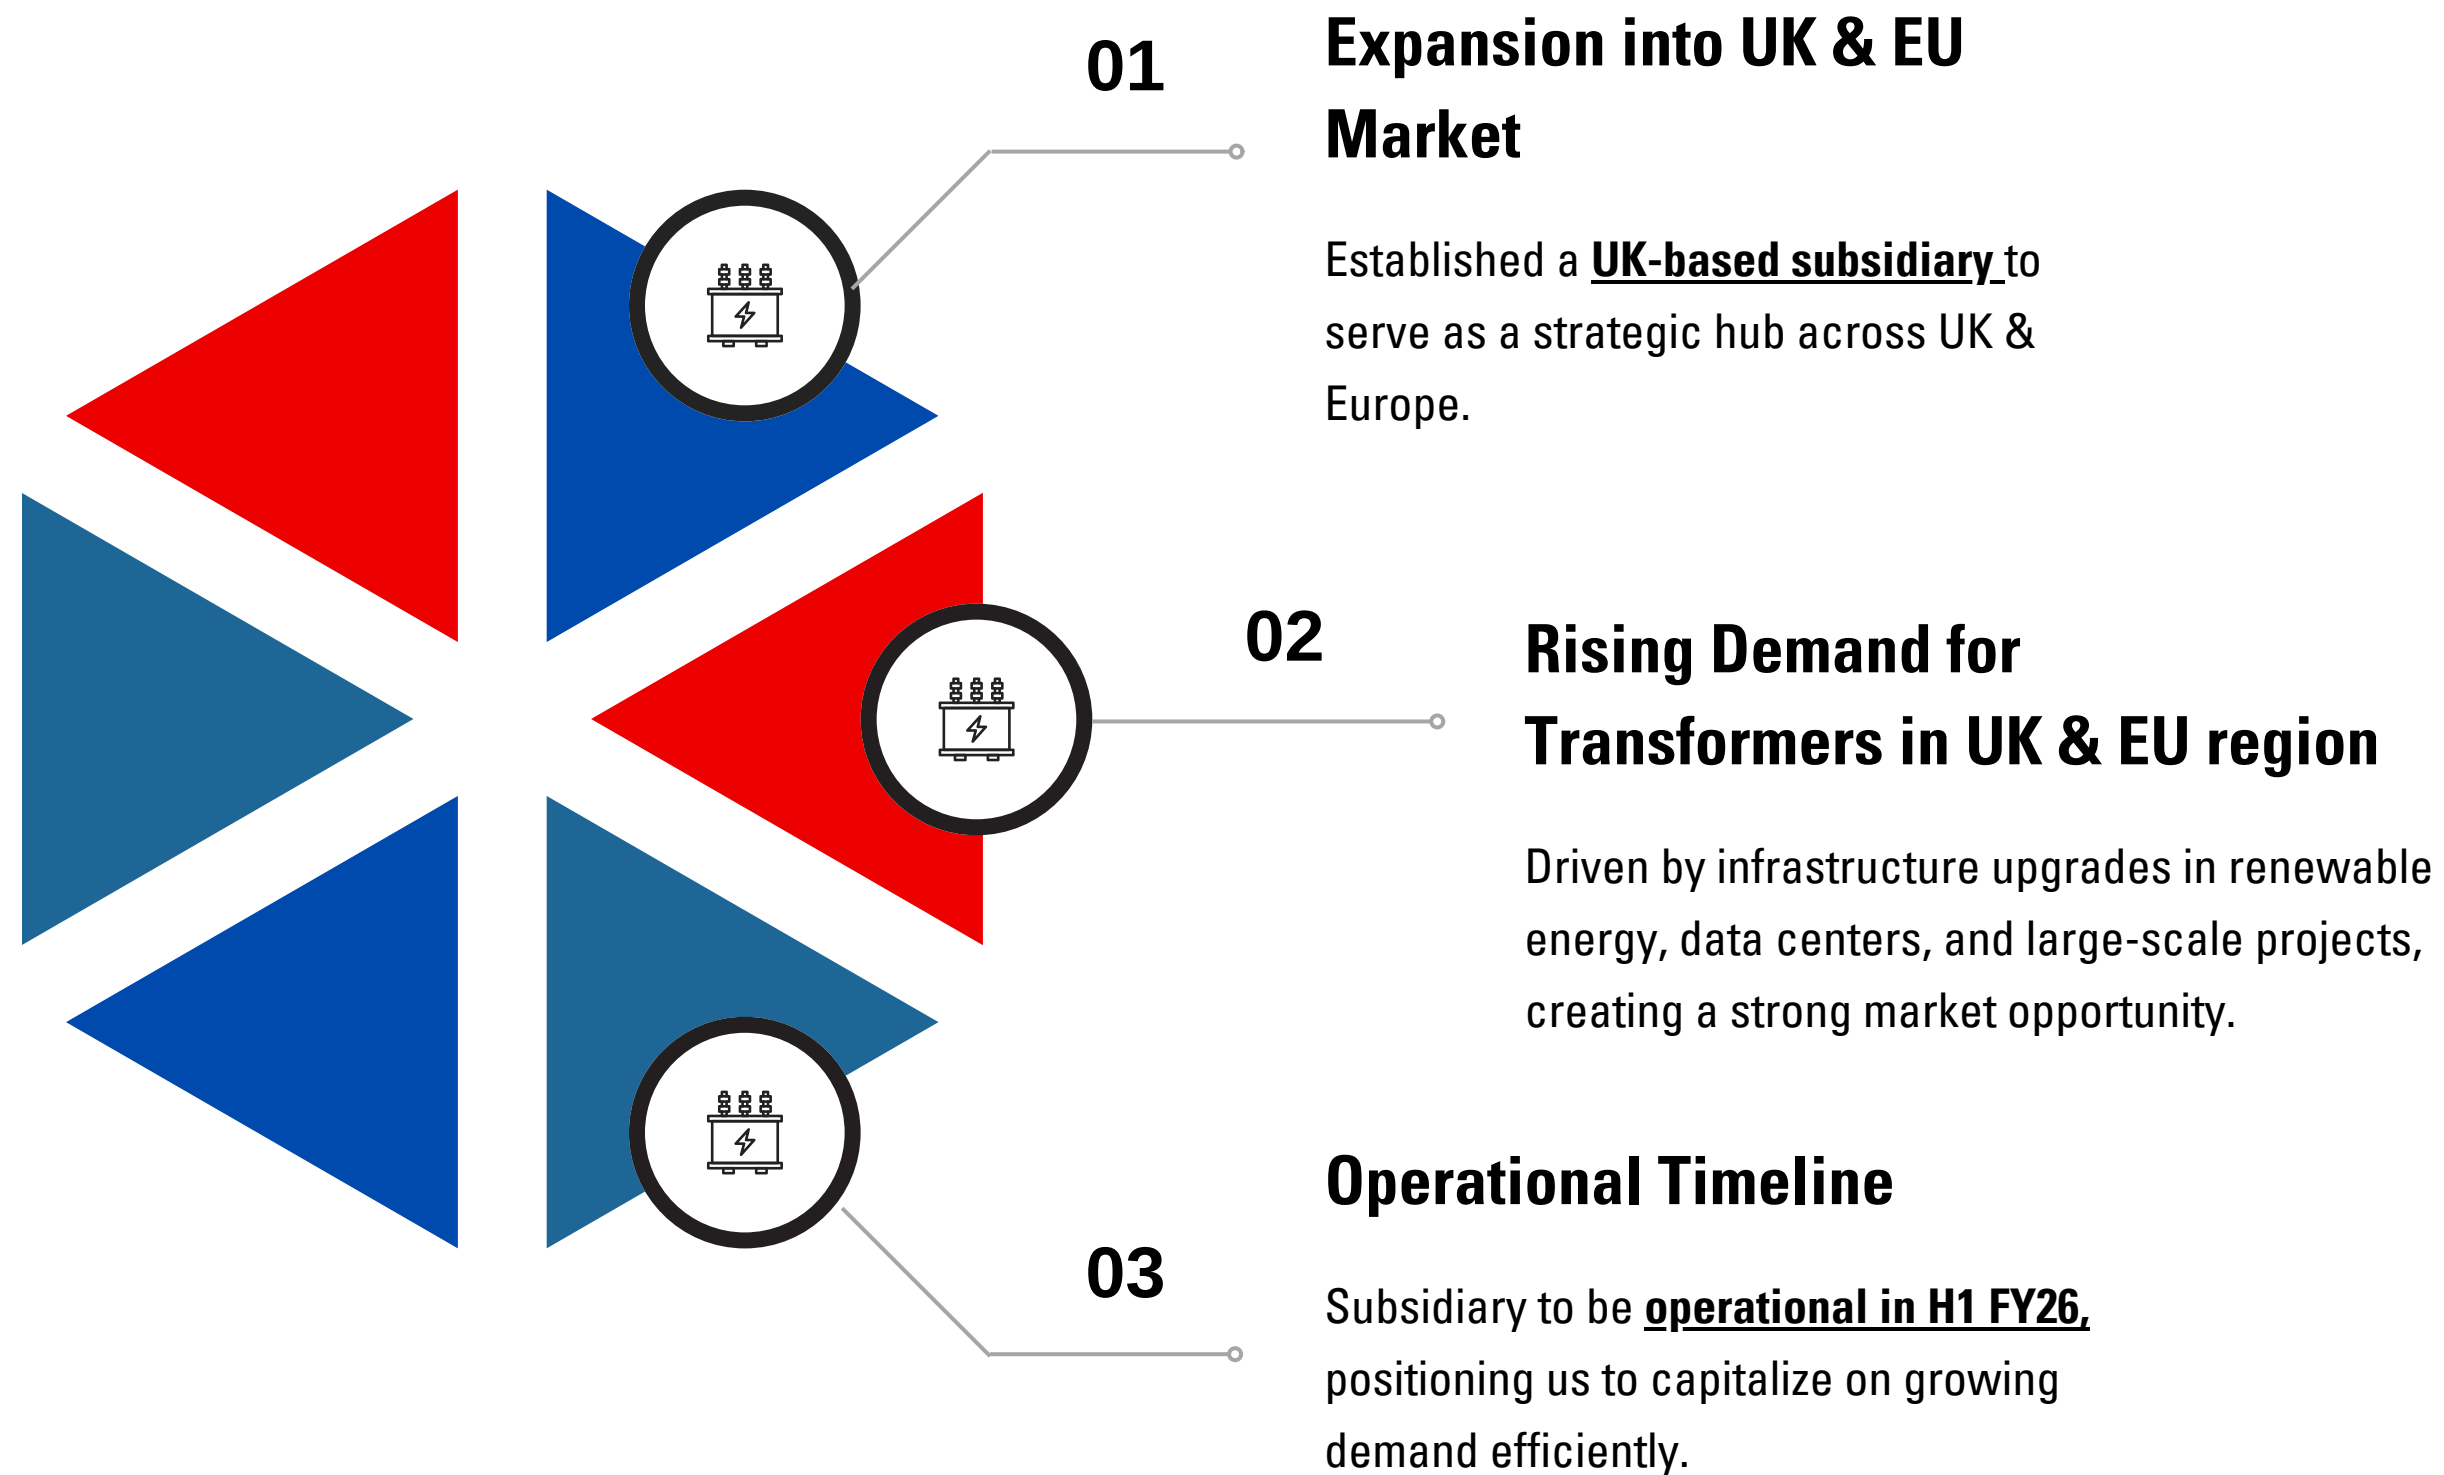 01
Expansion into UK & EU
Market
Established a UK-based subsidiary to
serve as a strategic hub across UK &
Europe.
02
Rising Demand for
Transformers in UK & EU region
Driven by infrastructure upgrades in renewable
energy, data centers, and large-scale projects,
creating a strong market opportunity.
03
Operational Timeline
Subsidiary to be operational in H1 FY26,
positioning us to capitalize on growing
demand efficiently.